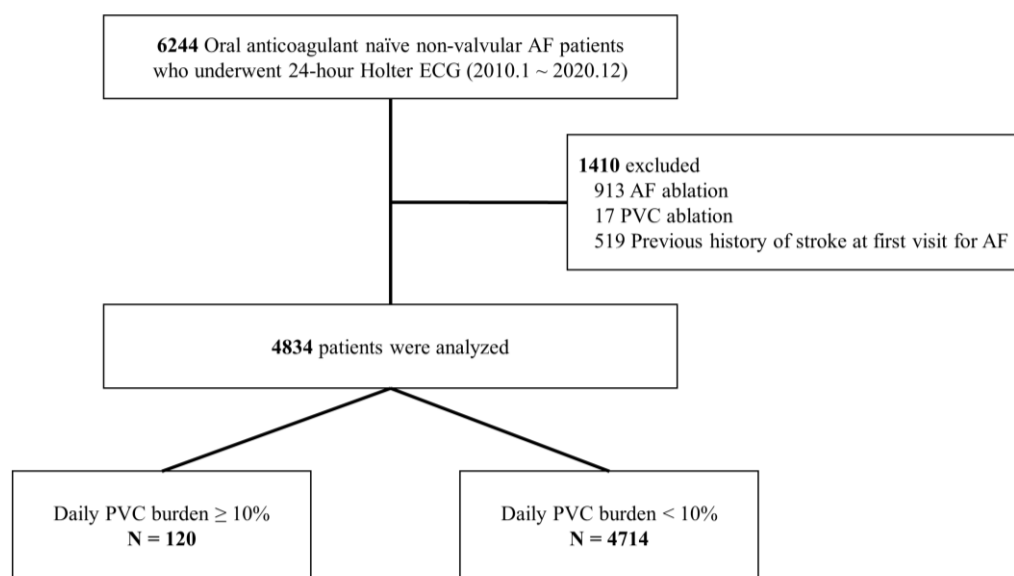 6244 Oral anticoagulant naïve non-valvular AF patients
who underwent 24-hour Holter ECG (2010.1 ~ 2020.12)
1410 excluded
913 AF ablation
17 PVC ablation
519 Previous history of stroke at first visit for AF
4834 patients were analyzed
Daily PVC burden ≥ 10%
N = 120
Daily PVC burden < 10%
N = 4714